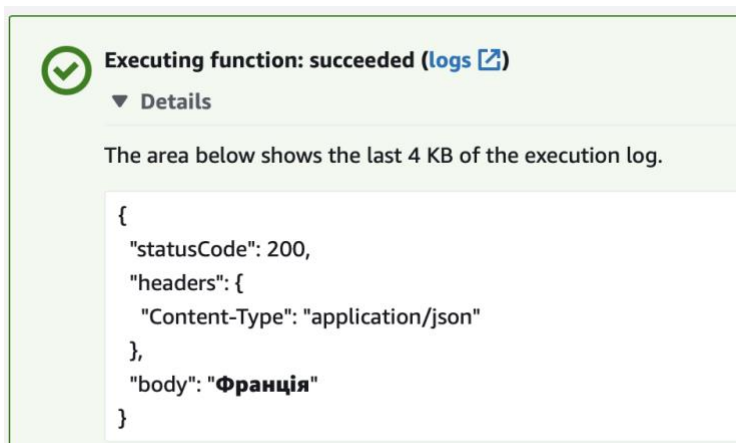 Executing function: succeeded (logs)
Details
The area below shows the last 4 KB of the execution log.
{
"statusCode": 200,
"headers": {
"Content-Type": "application/json"
},
"body": "Франція"
}